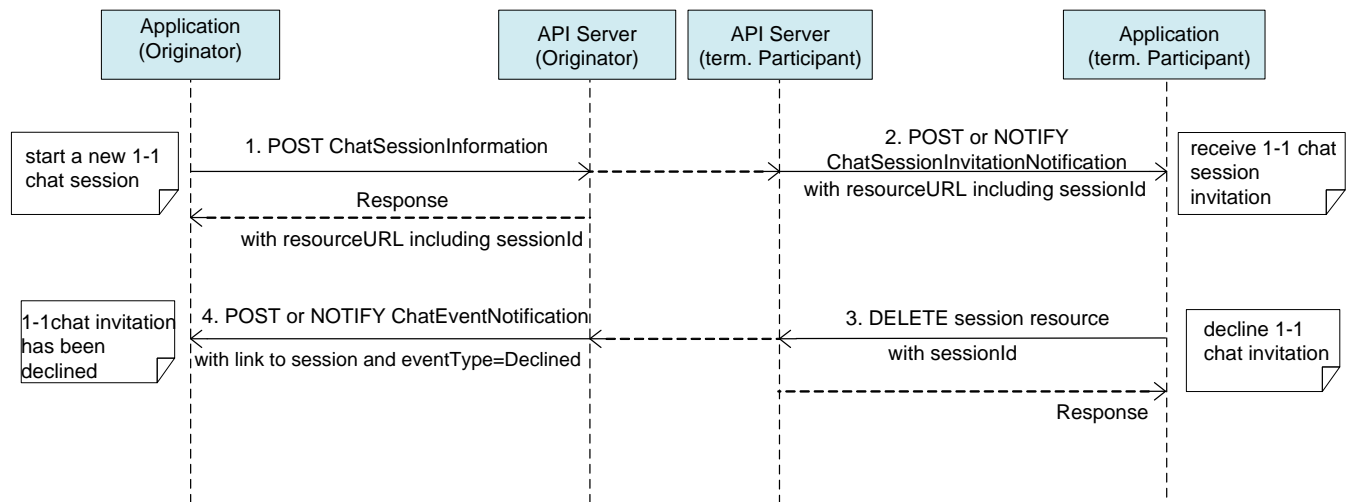 Application
(Originator)
API Server
(Originator)
API Server
(term. Participant)
Application
(term. Participant)
start a new 1-1
chat session
1. POST ChatSessionInformation
2. POST or NOTIFY
ChatSessionInvitationNotification
with resourceURL including sessionId
receive 1-1 chat
session
invitation
Response
with resourceURL including sessionId
1-1chat invitation
has been
declined
4. POST or NOTIFY ChatEventNotification
with link to session and eventType=Declined
3. DELETE session resource
with sessionId
decline 1-1
chat invitation
Response